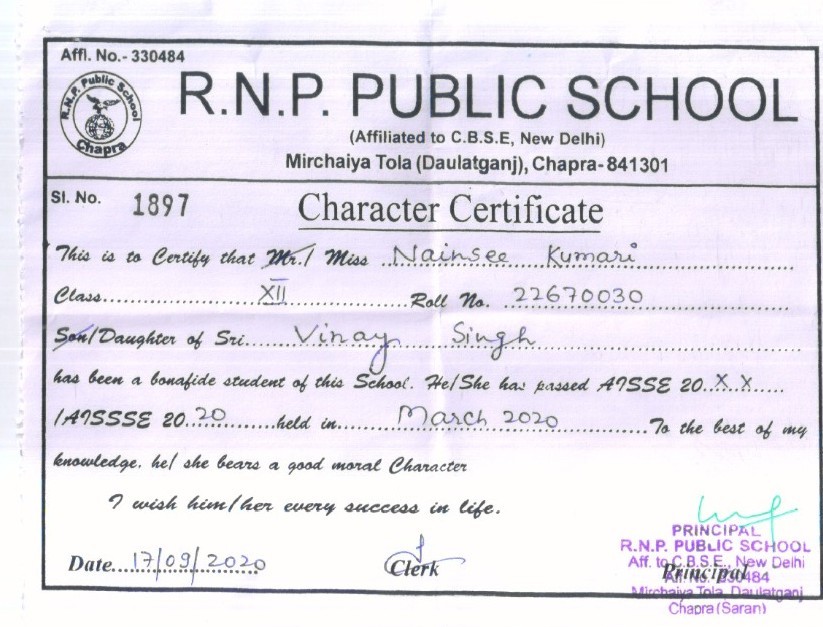 Affl. No.- 330484
R.N.P. Public School
Chapra
R.N.P. PUBLIC SCHOOL
(Affiliated to C.B.S.E, New Delhi)
Mirchaiya Tola (Daulatganj), Chapra- 841301
Sl. No. 1897
Character Certificate
This is to Certify that Mr./ Miss Nainsee Kumari
Class XII Roll No. 22670030
Son/Daughter of Sri Vinay Singh
has been a bonafide student of this School. He/She has passed AISSE 20 X X
/AISSSE 20 20 held in March 2020 To the best of my
knowledge. he/ she bears a good moral Character
I wish him/her every success in life.
Date 17/09/2020
Clerk
Principal
PRINCIPAL
R.N.P. PUBLIC SCHOOL
Aff. to C.B.S.E., New Delhi
Aff. No. 330484
Mirchaiya Tola, Daulatganj
Chapra (Saran)